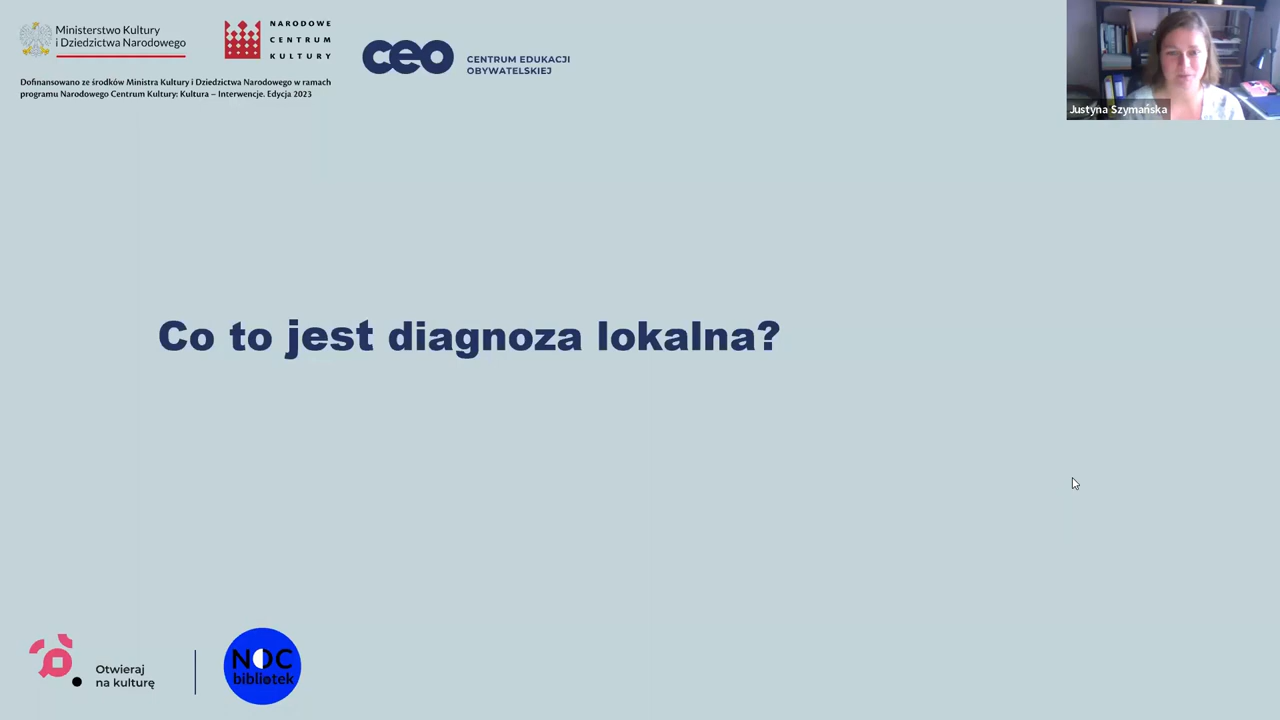 Ministerstwo Kultury
i Dziedzictwa Narodowego
NARODOWE
CENTRUM
KULTURY
ceo
CENTRUM EDUKACJI
OBYWATELSKIEJ
Dofinansowano ze środków Ministra Kultury i Dziedzictwa Narodowego w ramach
programu Narodowego Centrum Kultury: Kultura – Interwencje. Edycja 2023
Justyna Szymańska
Co to jest diagnoza lokalna?
Otwieraj
na kulturę
NOC
bibliotek